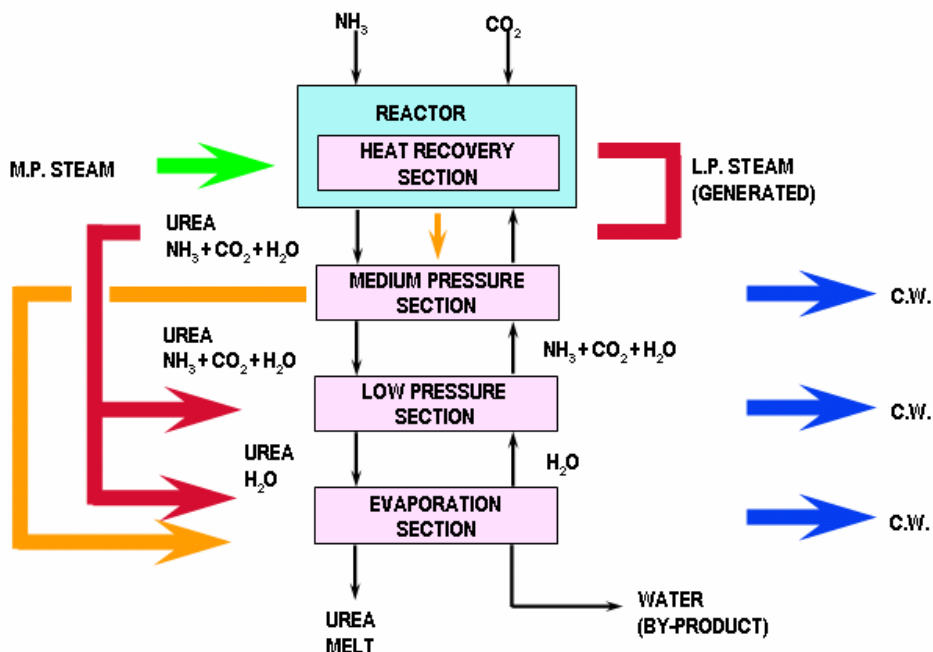 NH₃
CO₂
REACTOR
HEAT RECOVERY
SECTION
M.P. STEAM
L.P. STEAM
(GENERATED)
UREA
NH₃ + CO₂ + H₂O
MEDIUM PRESSURE
SECTION
C.W.
UREA
NH₃ + CO₂ + H₂O
NH₃ + CO₂ + H₂O
LOW PRESSURE
SECTION
C.W.
UREA
H₂O
H₂O
EVAPORATION
SECTION
C.W.
UREA
MELT
WATER
(BY-PRODUCT)